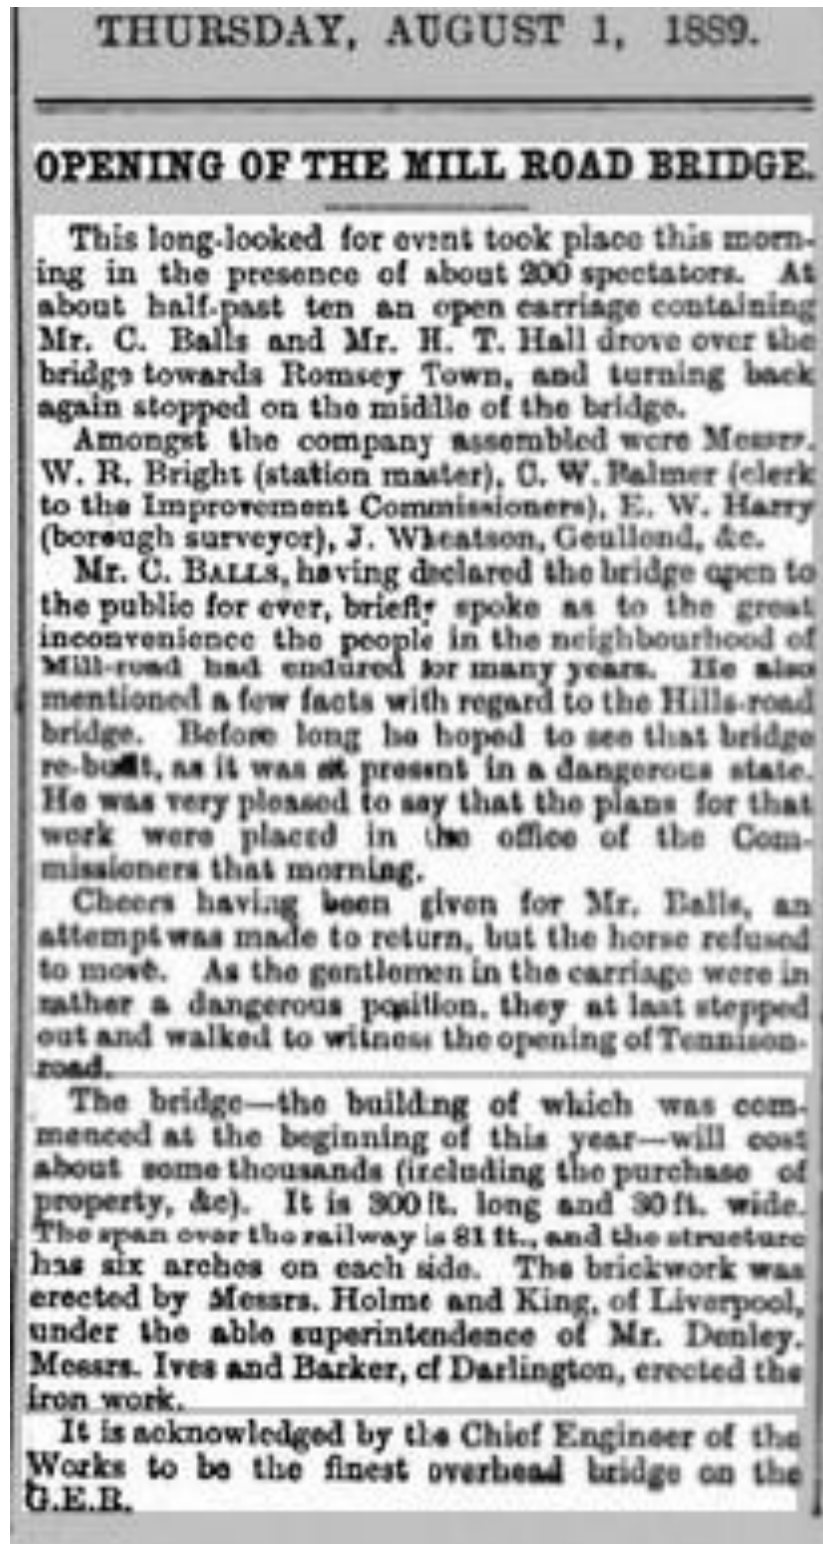 THURSDAY, AUGUST 1, 1889.
OPENING OF THE MILL ROAD BRIDGE.
This long-looked for event took place this morn-
ing in the presence of about 200 spectators. At
about half-past ten an open carriage containing
Mr. C. Balls and Mr. H. T. Hall drove over the
bridge towards Romsey Town, and turning back
again stopped on the middle of the bridge.
Amongst the company assembled were Messrs.
W. R. Bright (station master), C. W. Palmer (clerk
to the Improvement Commissioners), E. W. Harry
(borough surveyor), J. Wheatson, Geullond, &c.
Mr. C. BALLS, having declared the bridge open to
the public for ever, briefly spoke as to the great
inconvenience the people in the neighbourhood of
Mill-road had endured for many years. He also
mentioned a few facts with regard to the Hills-road
bridge. Before long he hoped to see that bridge
re-built, as it was at present in a dangerous state.
He was very pleased to say that the plans for that
work were placed in the office of the Com-
missioners that morning.
Cheers having been given for Mr. Balls, an
attempt was made to return, but the horse refused
to move. As the gentlemen in the carriage were in
rather a dangerous position, they at last stepped
out and walked to witness the opening of Tennison-
road.
The bridge—the building of which was com-
menced at the beginning of this year—will cost
about some thousands (including the purchase of
property, &c). It is 300 ft. long and 30 ft. wide.
The span over the railway is 81 ft., and the structure
has six arches on each side. The brickwork was
erected by Messrs. Holme and King, of Liverpool,
under the able superintendence of Mr. Denley.
Messrs. Ives and Barker, of Darlington, erected the
iron work.
It is acknowledged by the Chief Engineer of the
Works to be the finest overhead bridge on the
G.E.R.